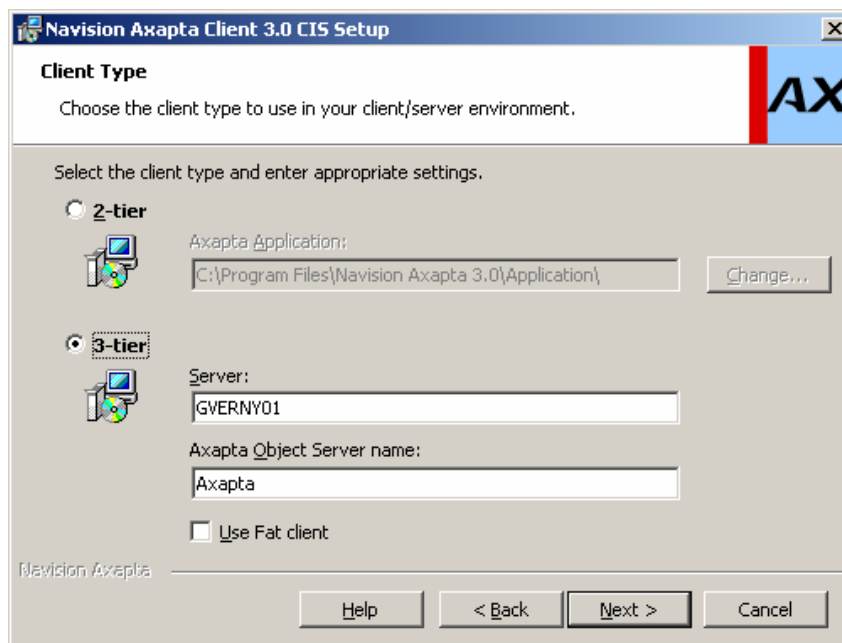 Navision Axapta Client 3.0 CIS Setup
Client Type
Choose the client type to use in your client/server environment.
AX
Select the client type and enter appropriate settings.
2-tier
Axapta Application:
C:\Program Files\Navision Axapta 3.0\Application\
Change...
3-tier
Server:
GVERNY01
Axapta Object Server name:
Axapta
Use Fat client
Navision Axapta
Help
< Back
Next >
Cancel